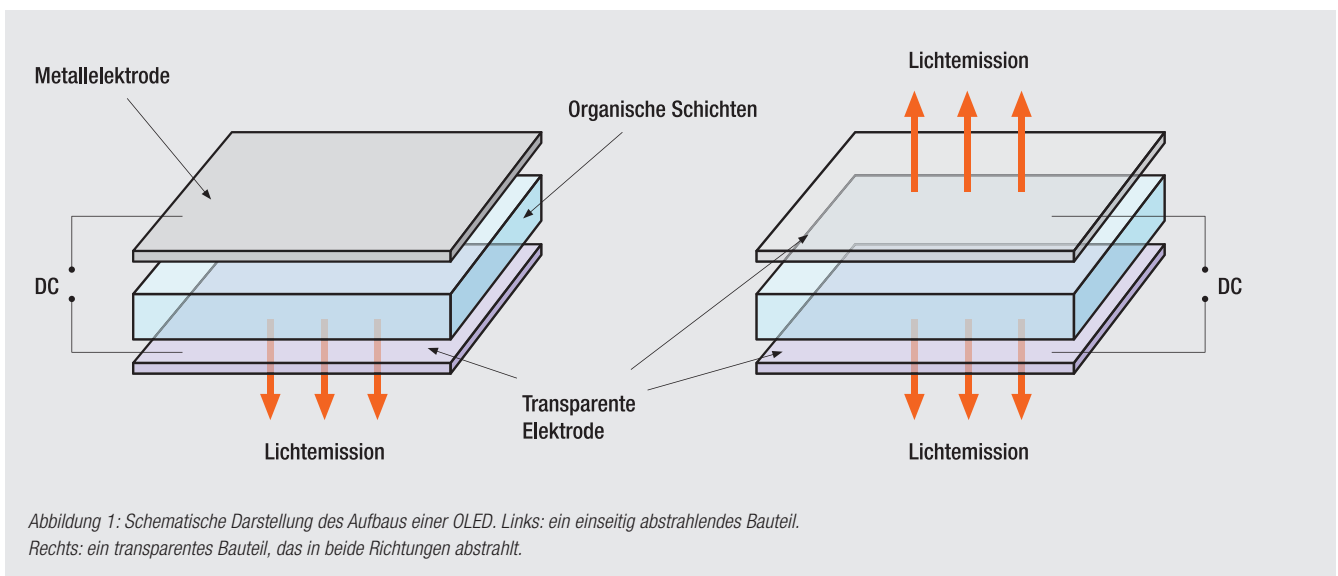 Metallelektrode
Organische Schichten
DC
Lichtemission
Transparente
Elektrode
Lichtemission
DC
Lichtemission
Abbildung 1: Schematische Darstellung des Aufbaus einer OLED. Links: ein einseitig abstrahlendes Bauteil.
Rechts: ein transparentes Bauteil, das in beide Richtungen abstrahlt.